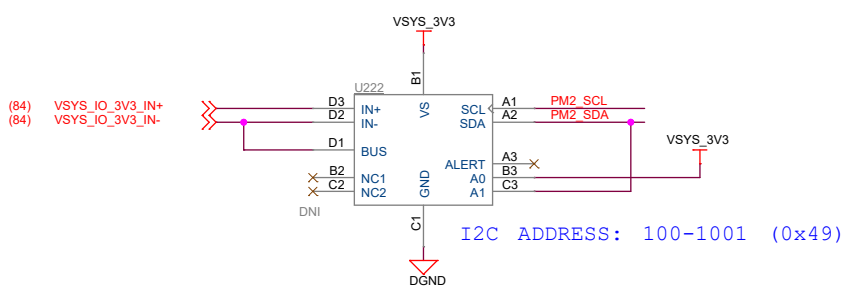 VSYS_3V3
B1
U222
(84) VSYS_IO_3V3_IN+ D3 IN+ VS SCL A1 PM2_SCL
(84) VSYS_IO_3V3_IN- D2 IN- SDA A2 PM2_SDA
VSYS_3V3
D1 BUS
ALERT A3
B2 NC1 A0 B3
C2 NC2 GND A1 C3
DNI
C1
I2C ADDRESS: 100-1001 (0x49)
DGND